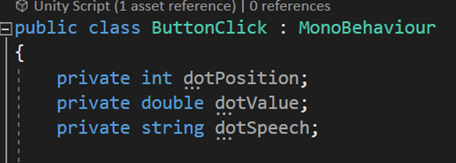 Unity Script (1 asset reference) | 0 references
public class ButtonClick : MonoBehaviour
{
private int dotPosition;
private double dotValue;
private string dotSpeech;